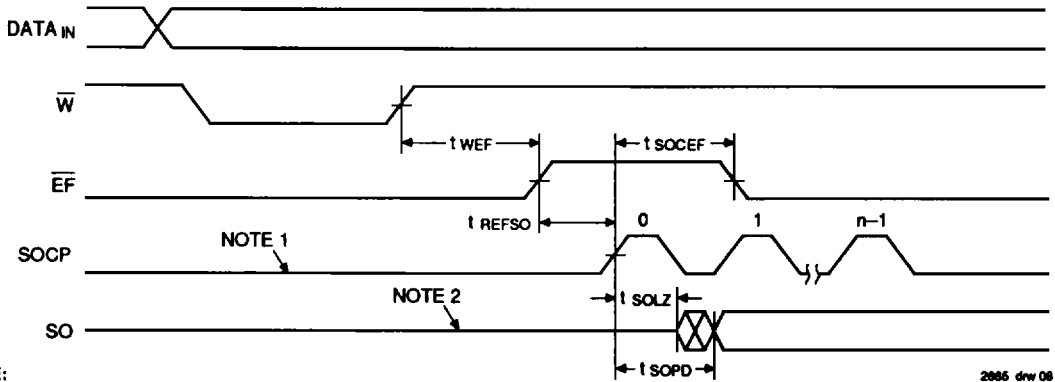 DATA IN
W
t WEF
t SOCEF
EF
t REFSO
0 1 n–1
NOTE 1
SOCP
NOTE 2
t SOLZ
SO
t SOPD
E:
2665 drw 08